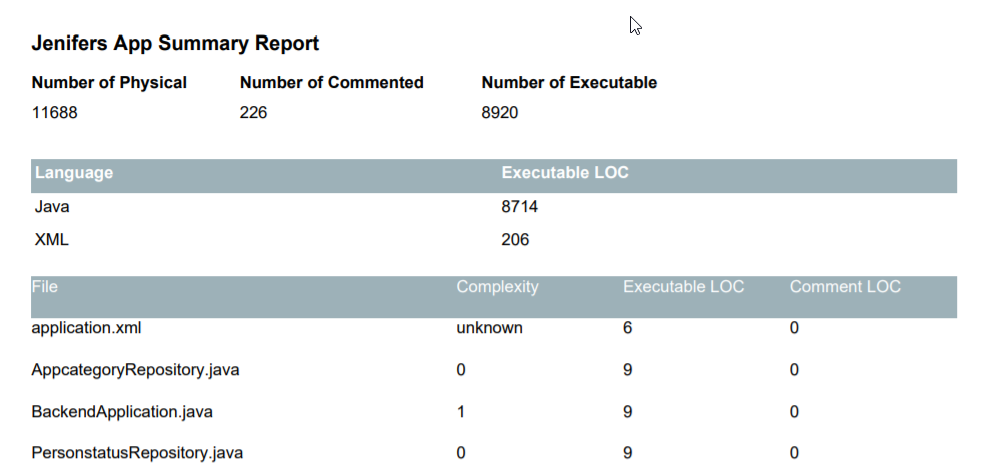 Jenifers App Summary Report
Number of Physical Number of Commented Number of Executable
11688 226 8920
Language Executable LOC
Java 8714
XML 206
File Complexity Executable LOC Comment LOC
application.xml unknown 6 0
AppcategoryRepository.java 0 9 0
BackendApplication.java 1 9 0
PersonstatusRepository.java 0 9 0